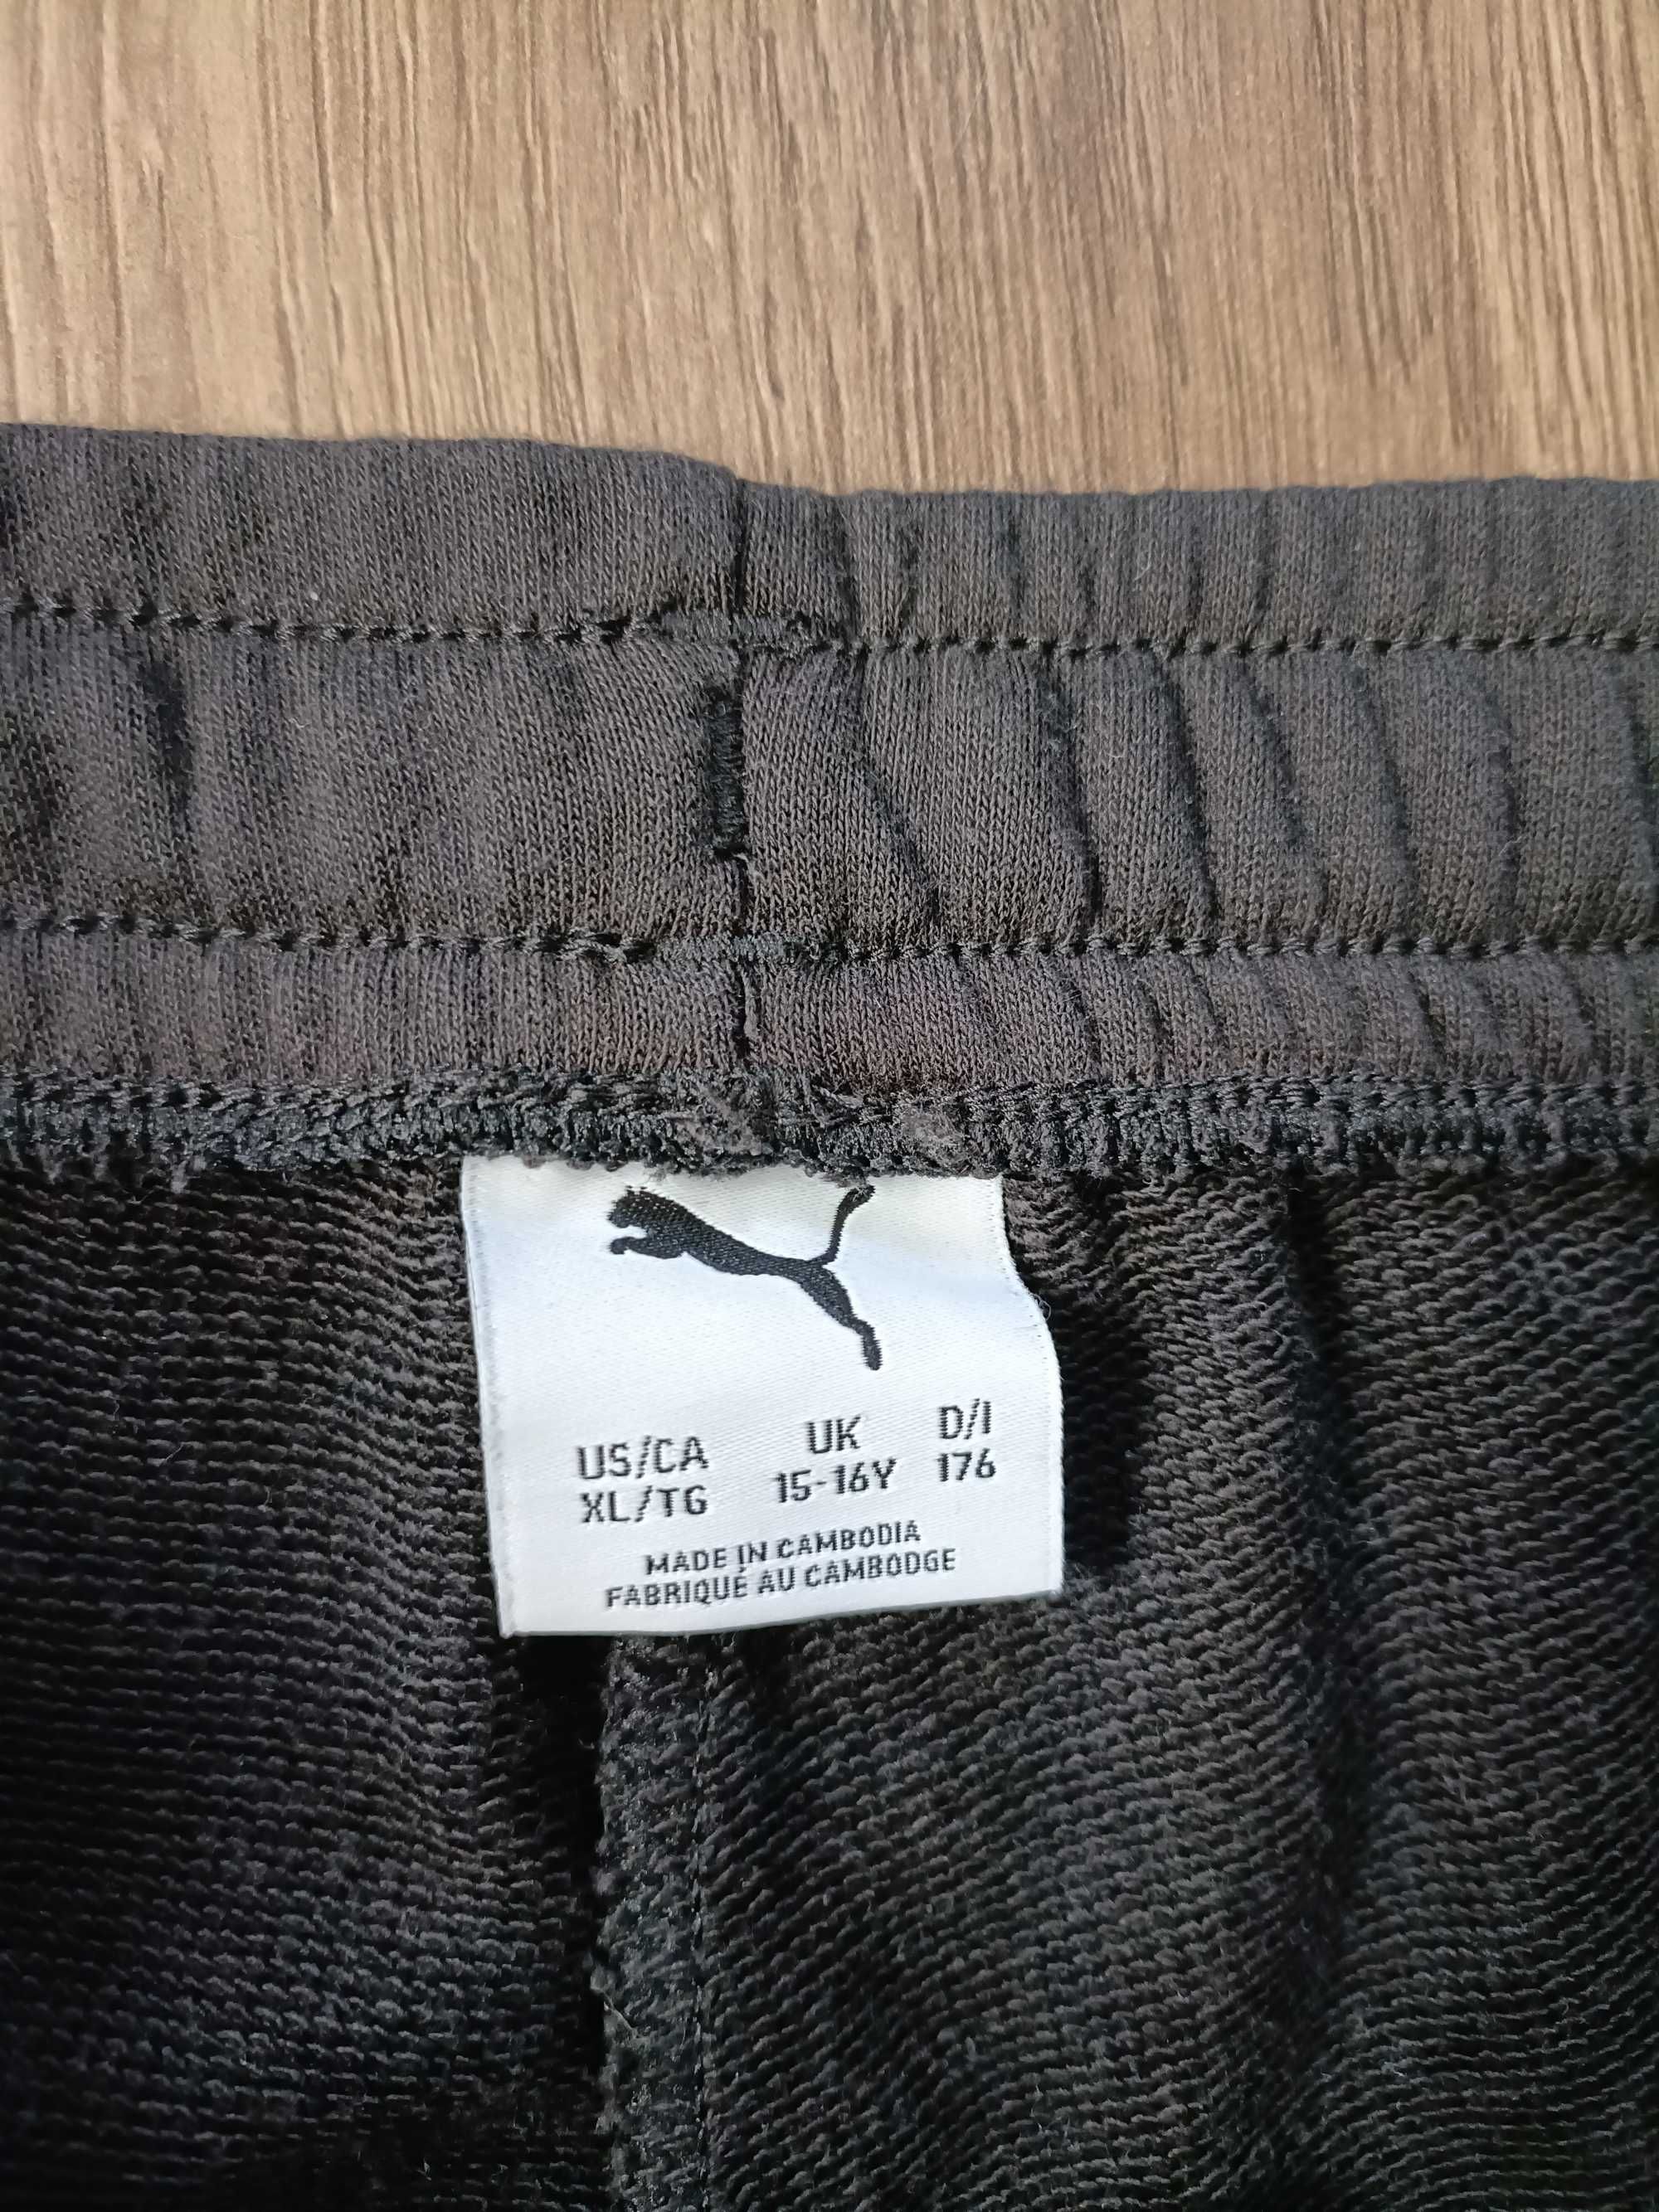 US/CA UK D/I
XL/TG 15-16Y 176
MADE IN CAMBODIA
FABRIQUÉ AU CAMBODGE